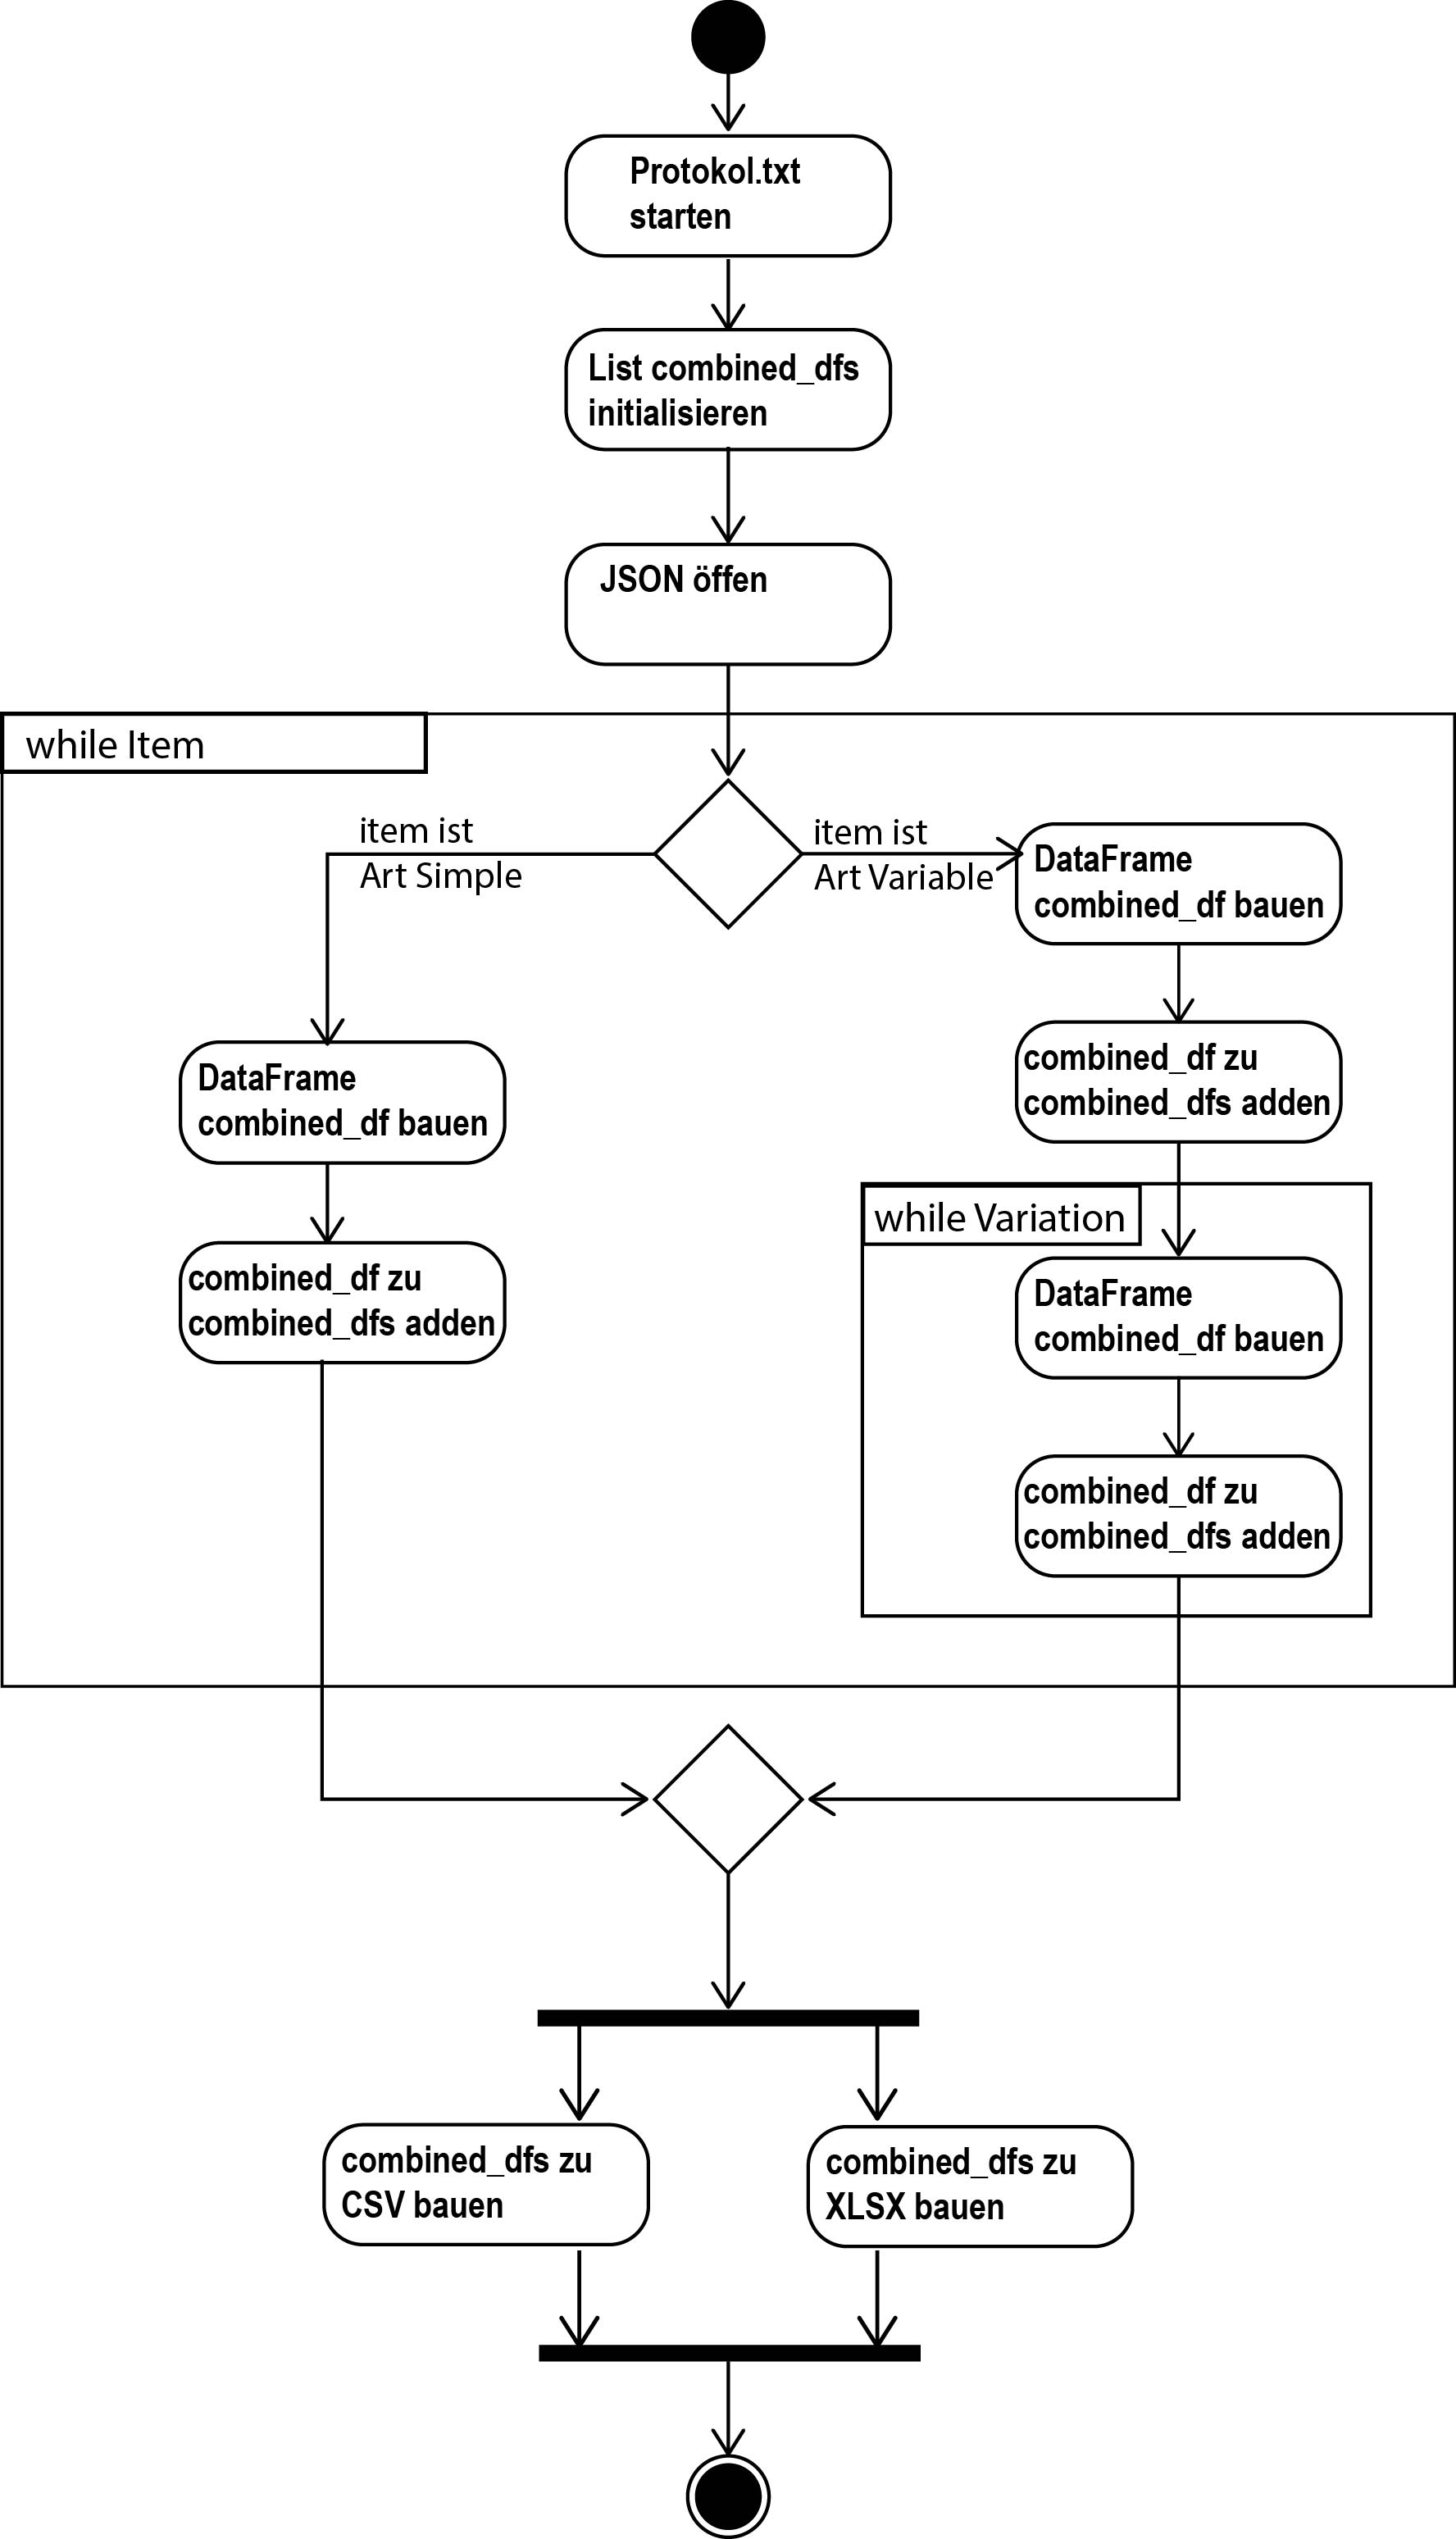 Protokol.txt
starten
List combined_dfs
initialisieren
JSON öffen
while Item
item ist
Art Simple
item ist
Art Variable
DataFrame
combined_df bauen
combined_df zu
combined_dfs adden
DataFrame
combined_df bauen
combined_df zu
combined_dfs adden
while Variation
DataFrame
combined_df bauen
combined_df zu
combined_dfs adden
combined_dfs zu
CSV bauen
combined_dfs zu
XLSX bauen